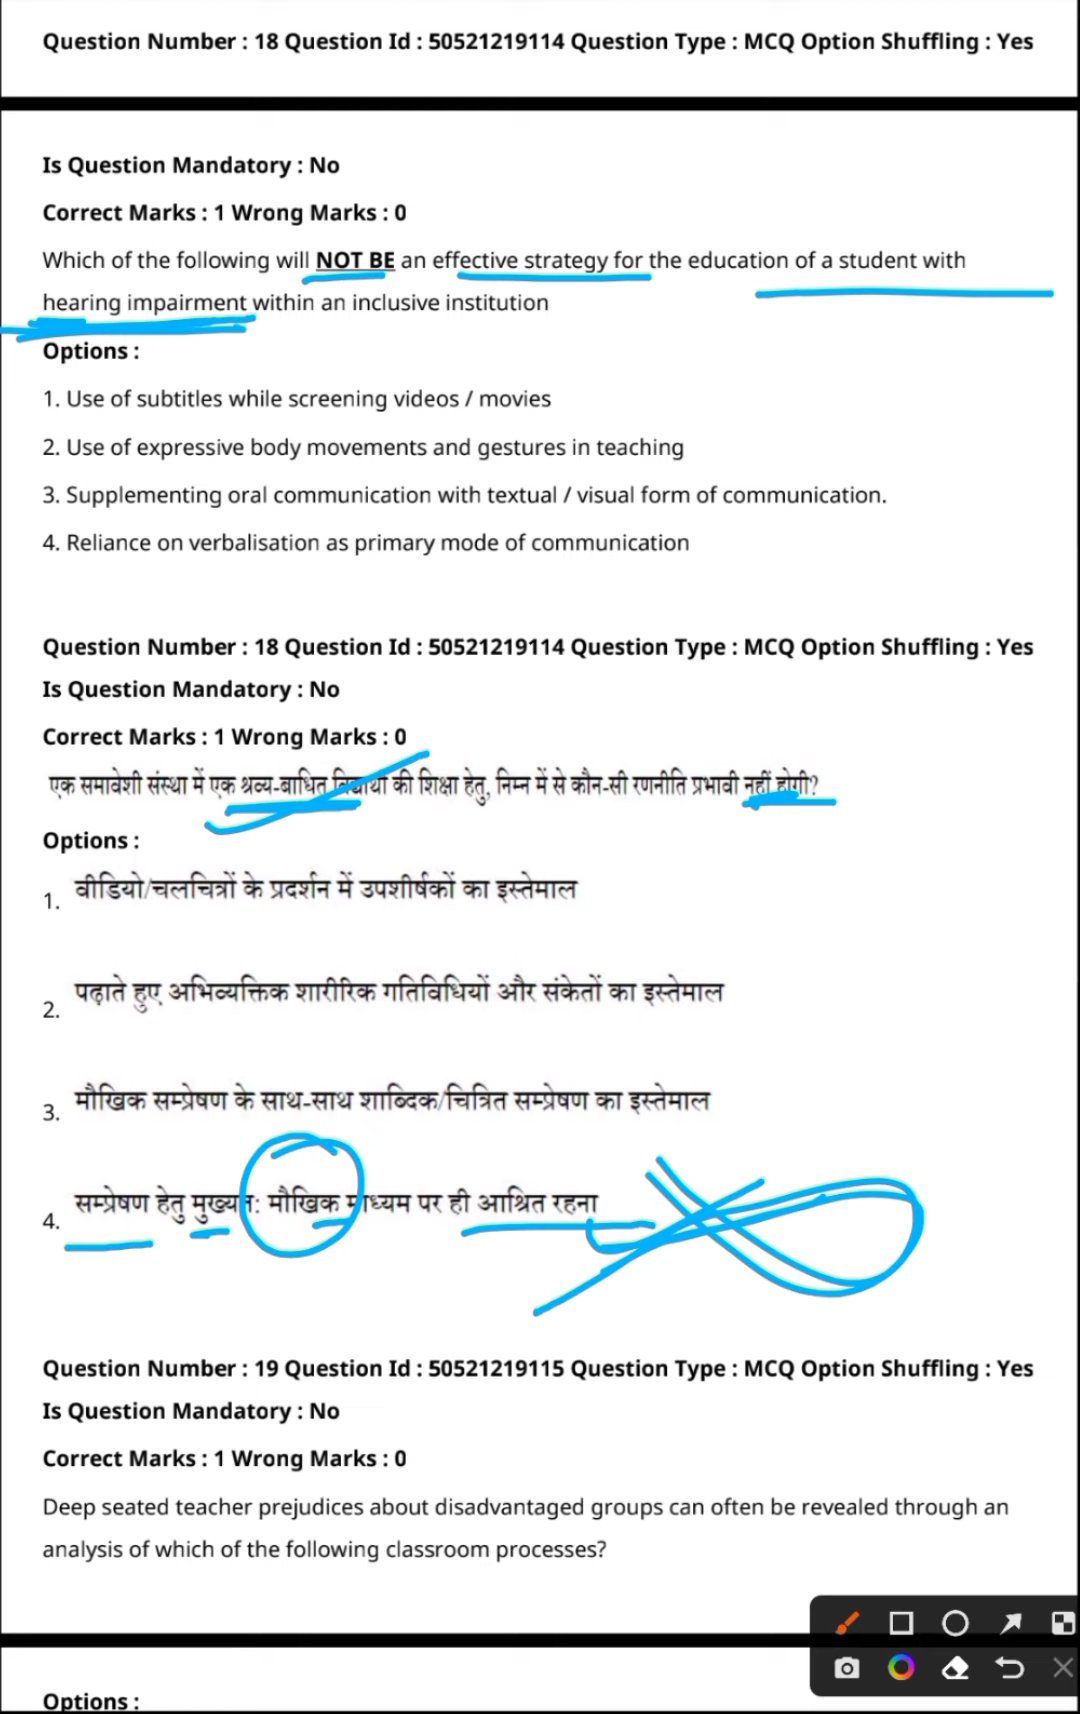 Question Number : 18 Question Id : 50521219114 Question Type : MCQ Option Shuffling : Yes
Is Question Mandatory : No
Correct Marks : 1 Wrong Marks : 0
Which of the following will NOT BE an effective strategy for the education of a student with
hearing impairment within an inclusive institution
Options :
1. Use of subtitles while screening videos / movies
2. Use of expressive body movements and gestures in teaching
3. Supplementing oral communication with textual / visual form of communication.
4. Reliance on verbalisation as primary mode of communication
Question Number : 18 Question Id : 50521219114 Question Type : MCQ Option Shuffling : Yes
Is Question Mandatory : No
Correct Marks : 1 Wrong Marks : 0
एक समावेशी संस्था में एक श्रव्य-बाधित विद्यार्थी की शिक्षा हेतु, निम्न में से कौन-सी रणनीति प्रभावी नहीं होगी?
Options :
1. वीडियो/चलचित्रों के प्रदर्शन में उपशीर्षकों का इस्तेमाल
2. पढ़ाते हुए अभिव्यक्तिक शारीरिक गतिविधियों और संकेतों का इस्तेमाल
3. मौखिक सम्प्रेषण के साथ-साथ शाब्दिक/चित्रित सम्प्रेषण का इस्तेमाल
4. सम्प्रेषण हेतु मुख्यत: मौखिक माध्यम पर ही आश्रित रहना
Question Number : 19 Question Id : 50521219115 Question Type : MCQ Option Shuffling : Yes
Is Question Mandatory : No
Correct Marks : 1 Wrong Marks : 0
Deep seated teacher prejudices about disadvantaged groups can often be revealed through an
analysis of which of the following classroom processes?
Options :